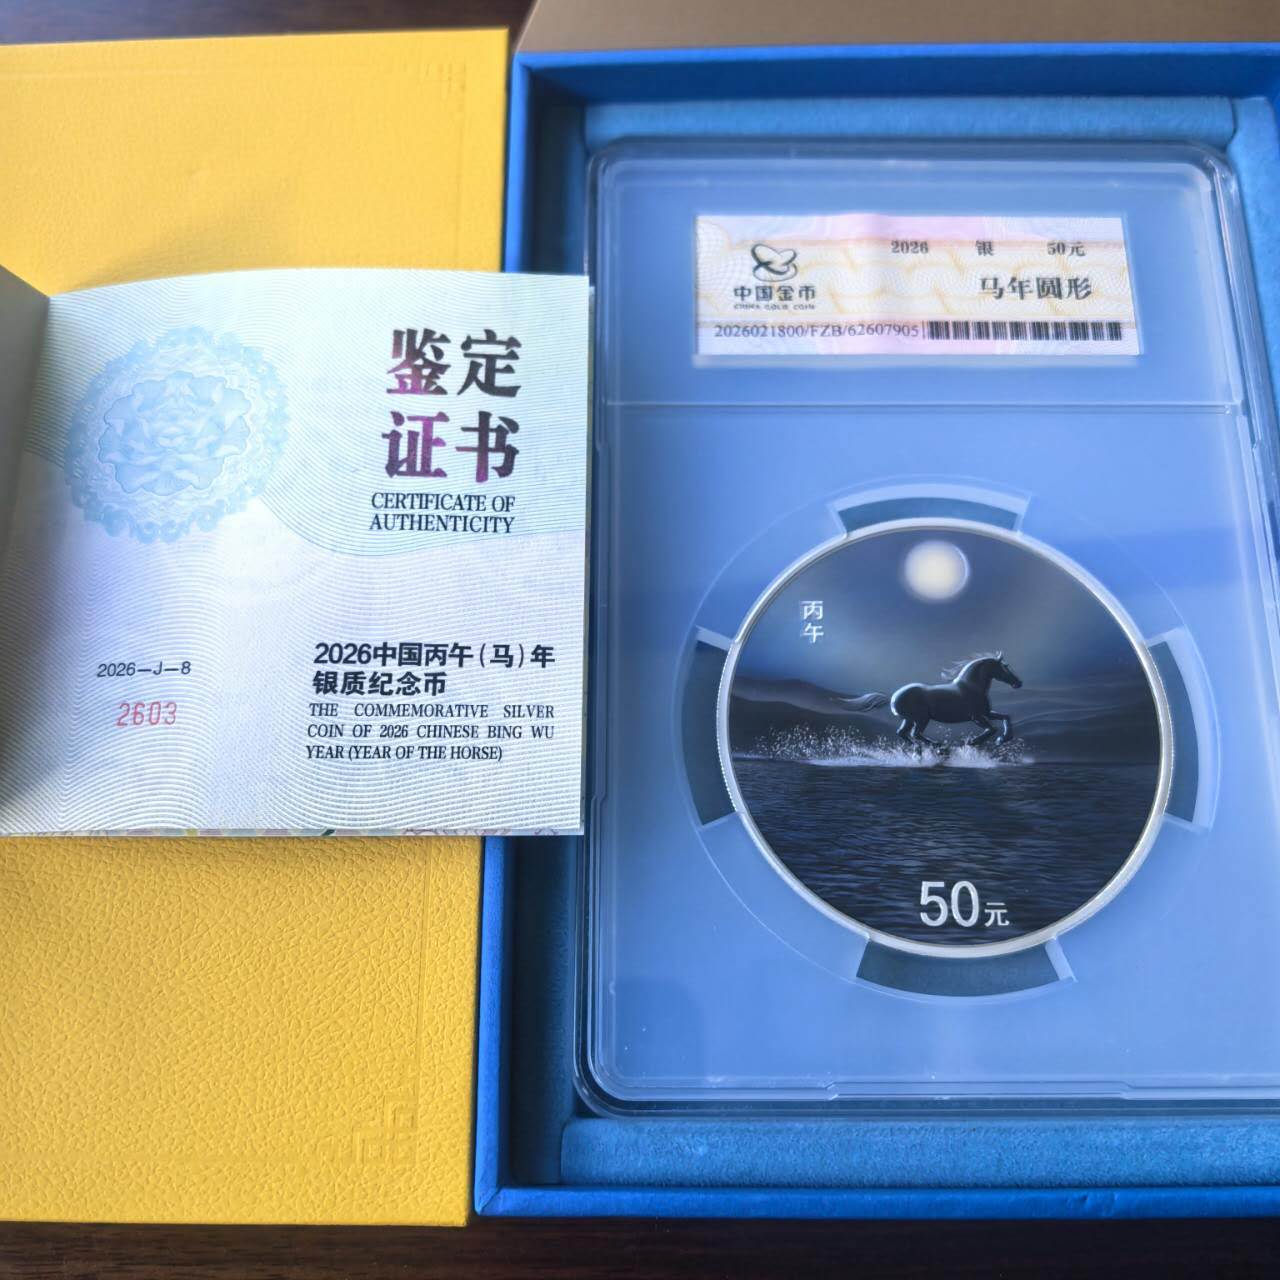 鉴定
证书
CERTIFICATE OF
AUTHENTICITY
2026-J-8
2603
2026中国丙午(马)年
银质纪念币
THE COMMEMORATIVE SILVER
COIN OF 2026 CHINESE BING WU
YEAR (YEAR OF THE HORSE)
中国金币
CHINA GOLD COIN
2026 银 50元
马年圆形
2026021800/FZB/62607905
丙
午
50元